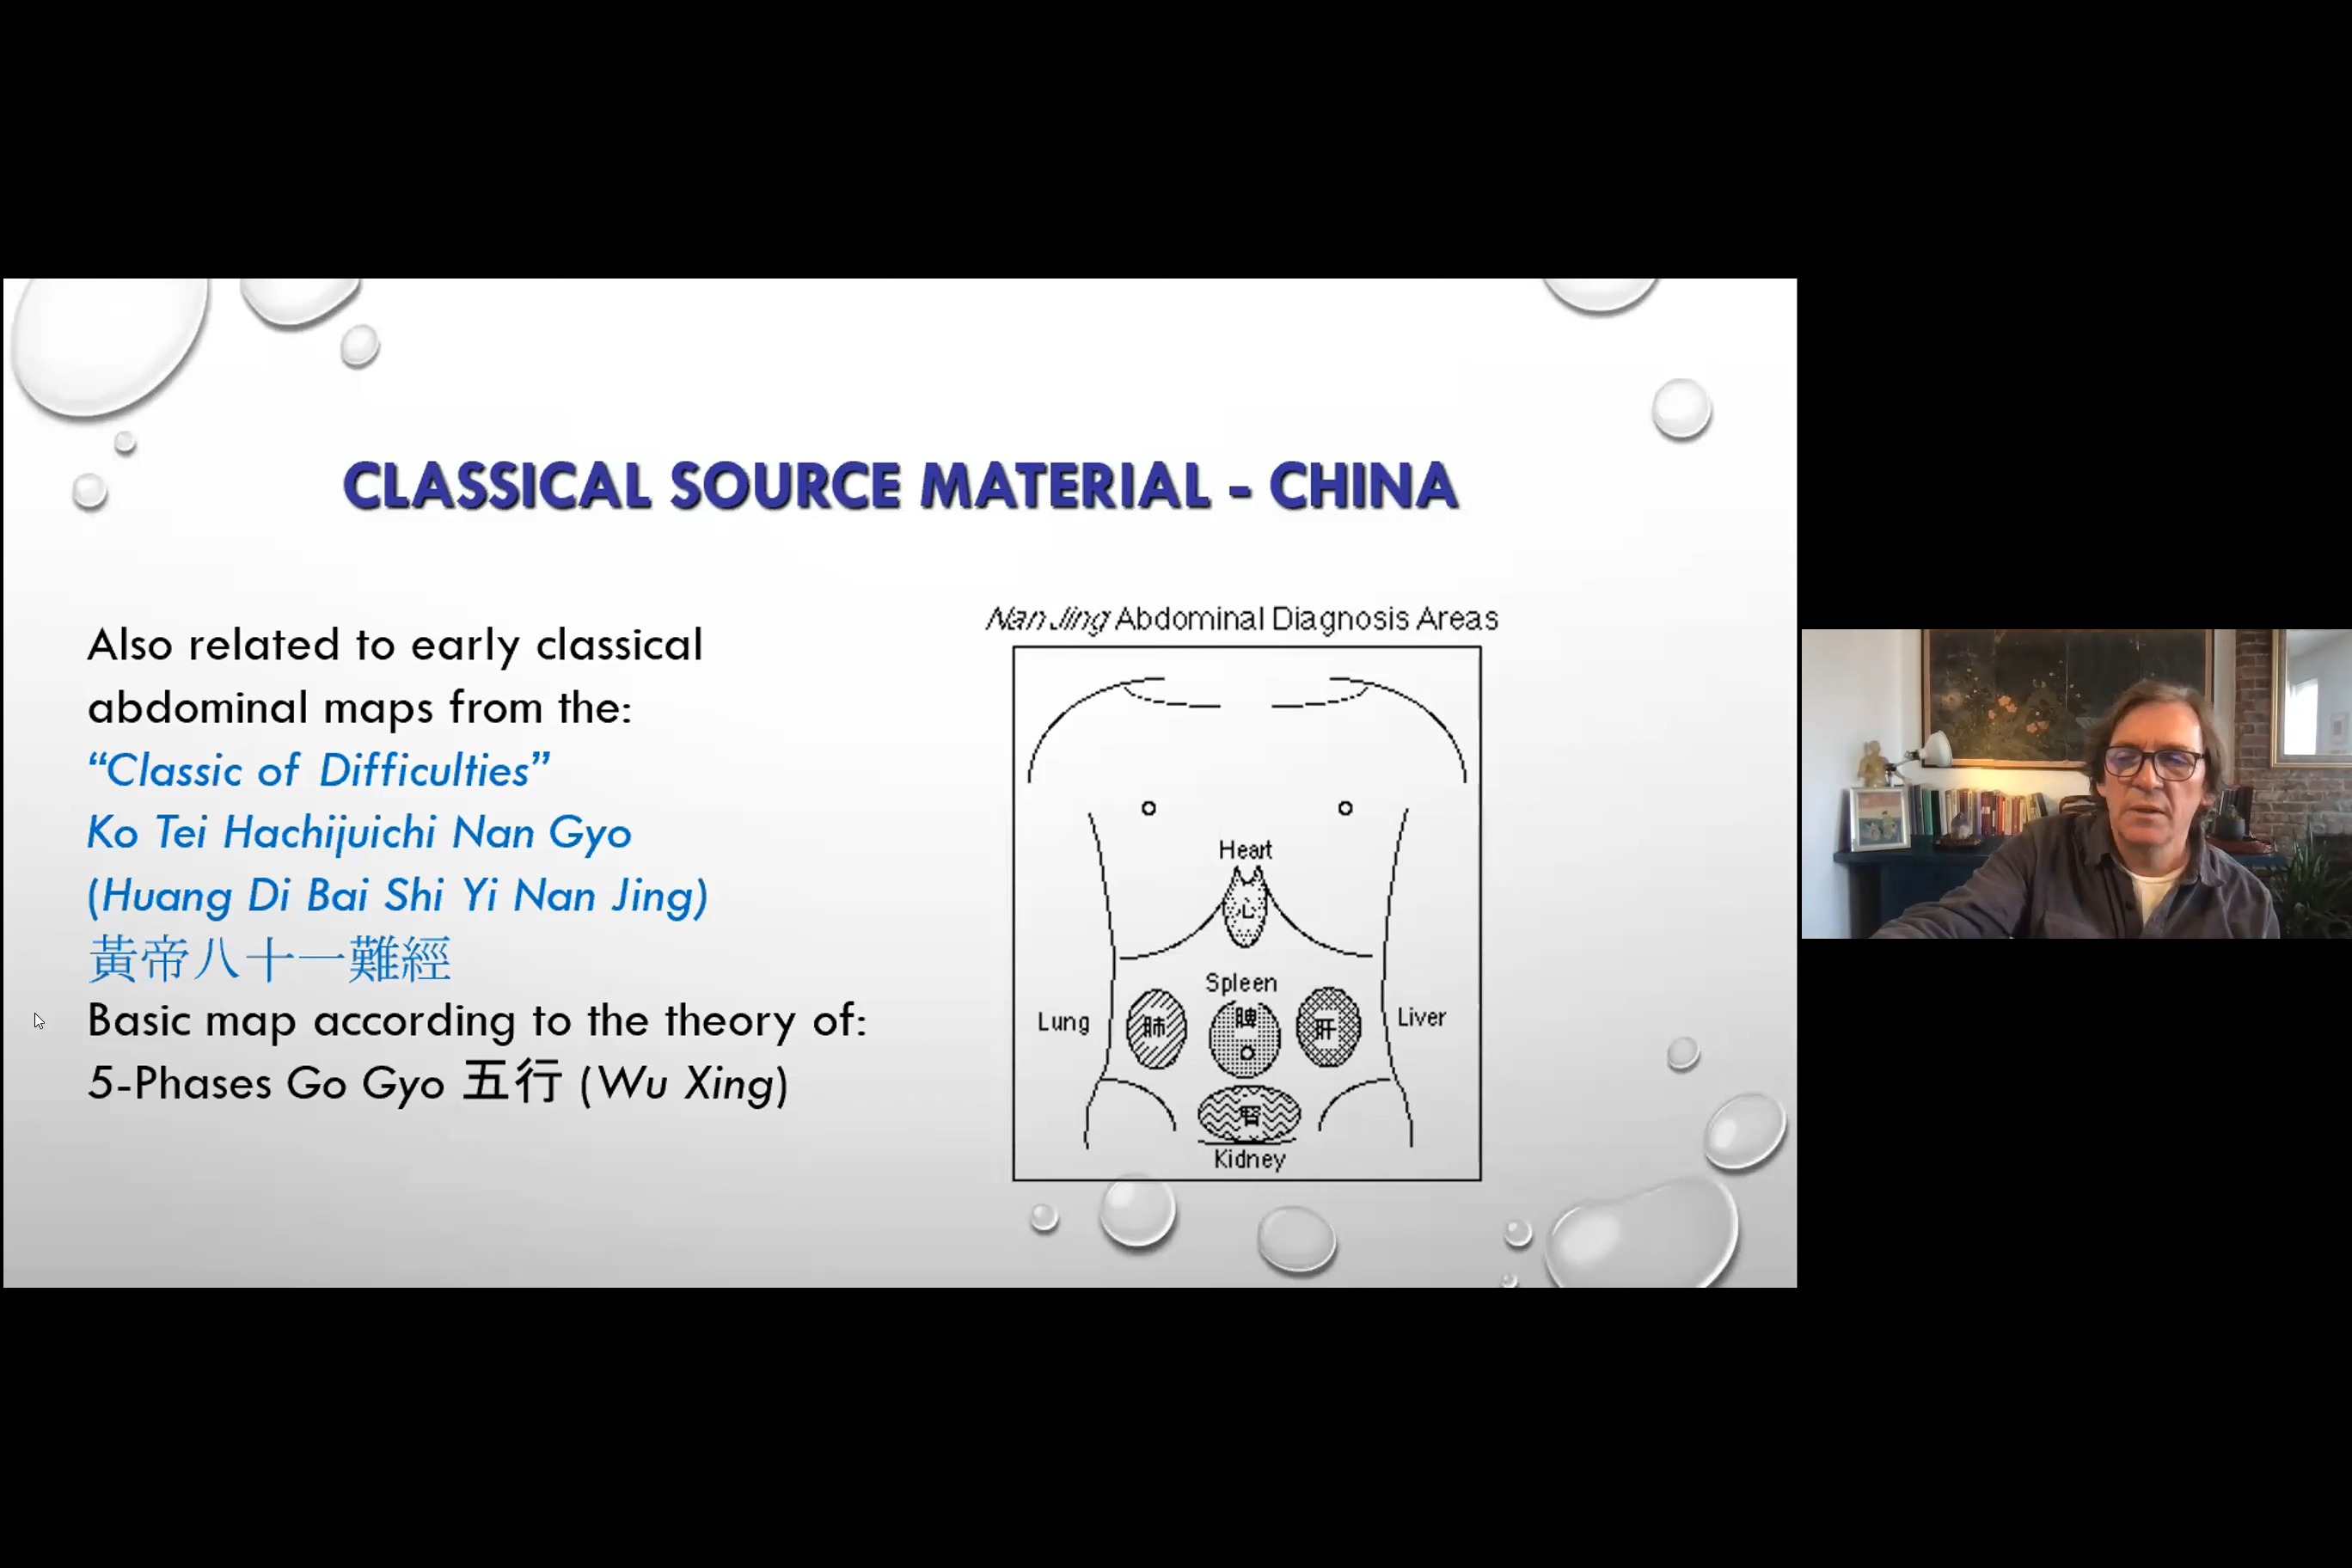 CLASSICAL SOURCE MATERIAL - CHINA
Also related to early classical
abdominal maps from the:
“Classic of Difficulties”
Ko Tei Hachijuichi Nan Gyo
(Huang Di Bai Shi Yi Nan Jing)
黃帝八十一難經
Basic map according to the theory of:
5-Phases Go Gyo 五行 (Wu Xing)
Nan Jing Abdominal Diagnosis Areas
Heart
心
Spleen
Lung
肺
脾
肝
Liver
腎
Kidney